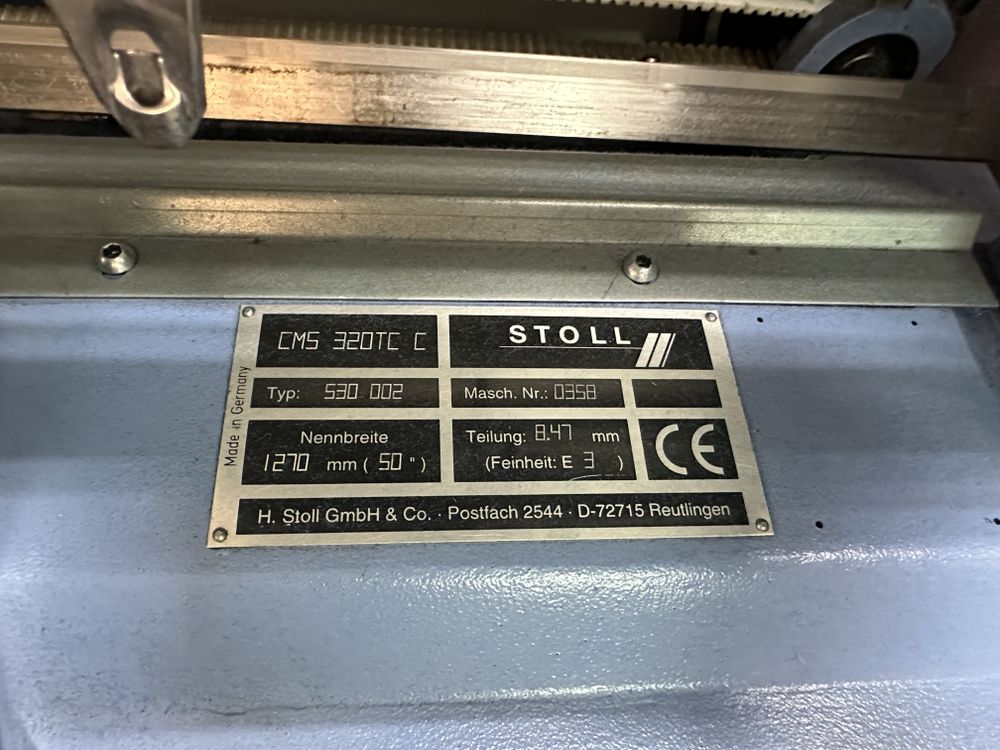 CMS 320TC C
STOLL
Typ: 530 002
Masch. Nr.: 0358
Made in Germany
Nennbreite
1270 mm ( 50 " )
Teilung: 8.47 mm
(Feinheit: E 3 )
CE
H. Stoll GmbH & Co. · Postfach 2544 · D-72715 Reutlingen